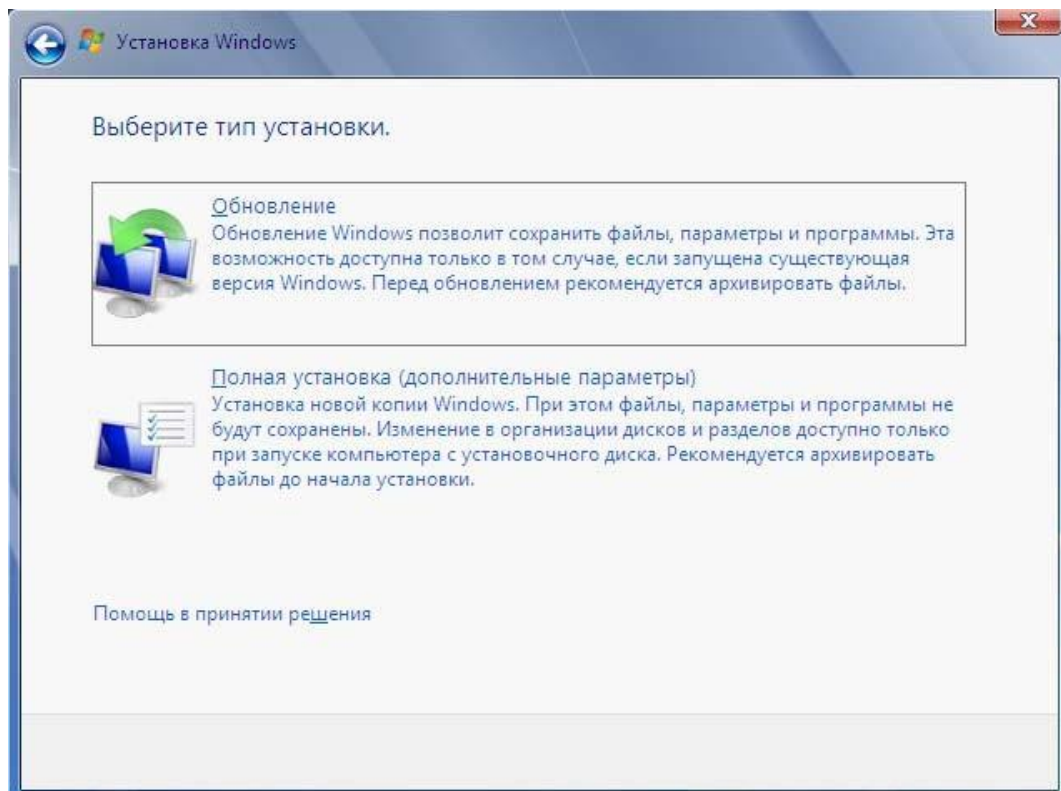 Установка Windows
Выберите тип установки.
Обновление
Обновление Windows позволит сохранить файлы, параметры и программы. Эта
возможность доступна только в том случае, если запущена существующая
версия Windows. Перед обновлением рекомендуется архивировать файлы.
Полная установка (дополнительные параметры)
Установка новой копии Windows. При этом файлы, параметры и программы не
будут сохранены. Изменение в организации дисков и разделов доступно только
при запуске компьютера с установочного диска. Рекомендуется архивировать
файлы до начала установки.
Помощь в принятии решения